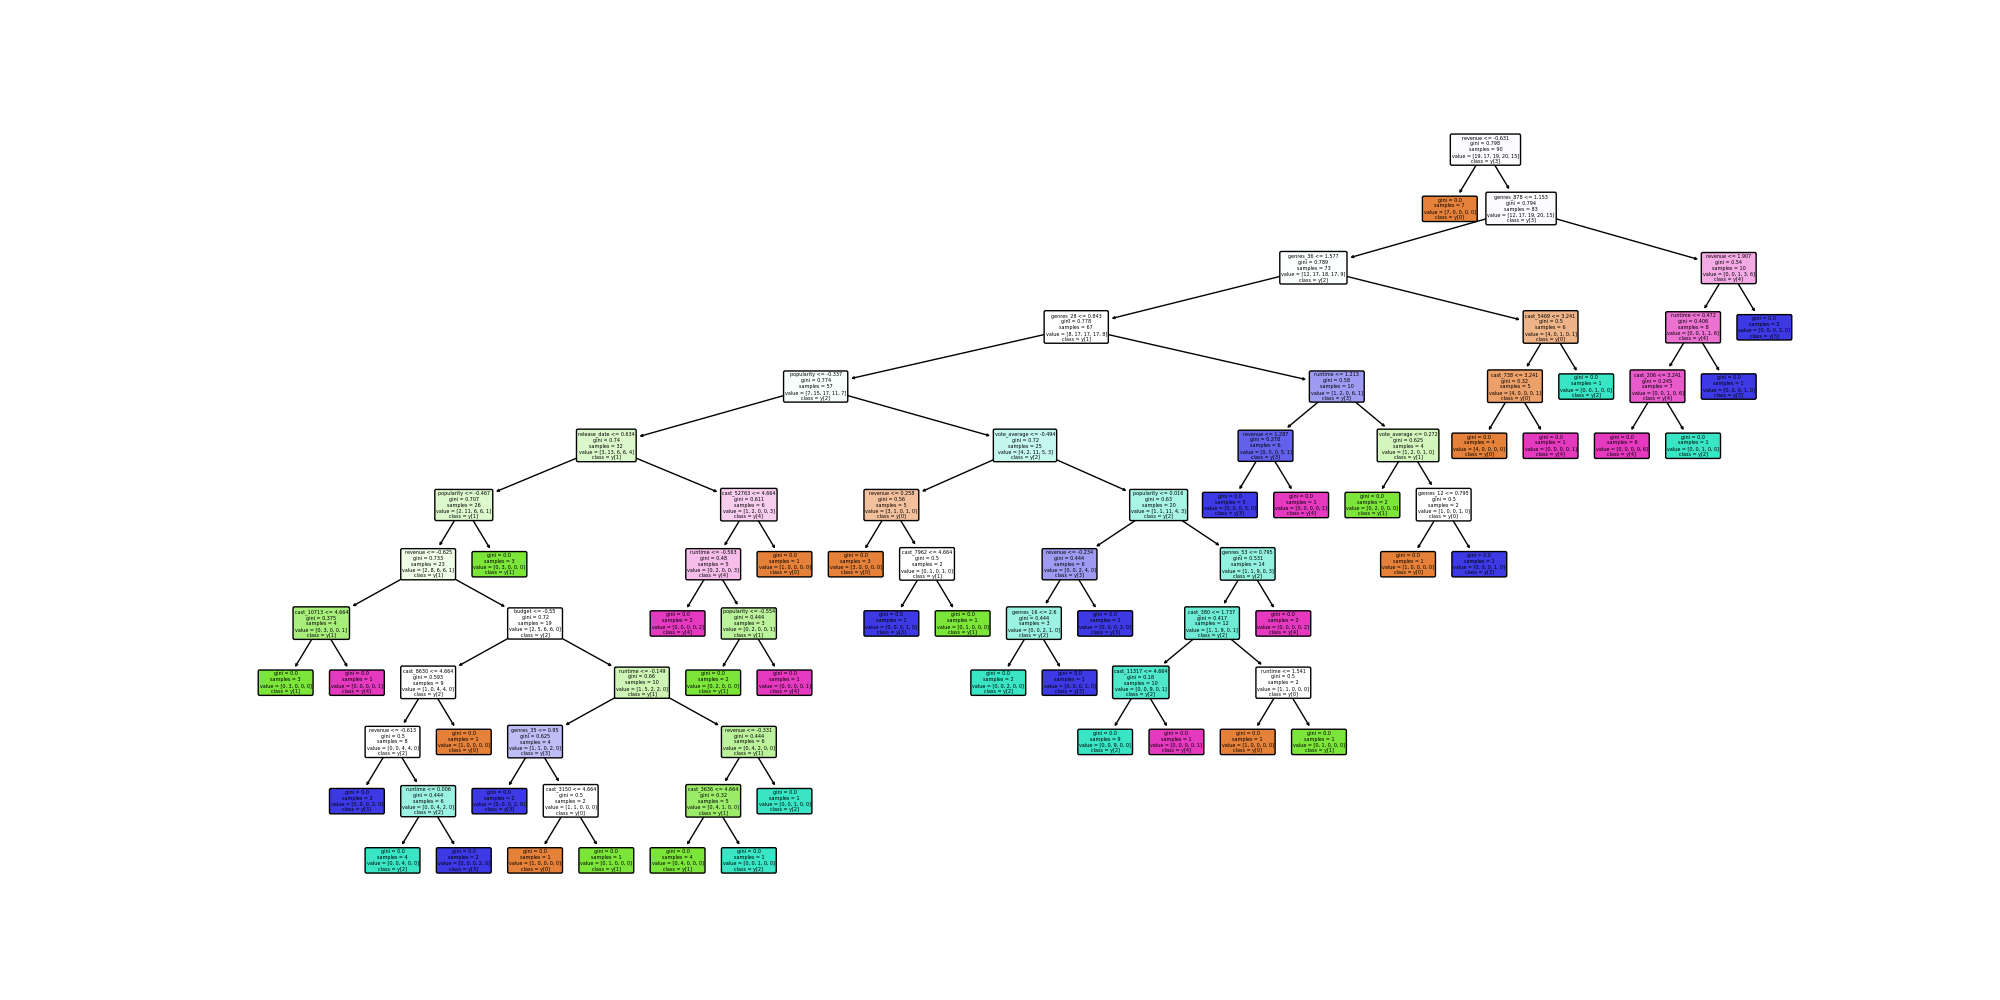 revenue <= -0.631
gini = 0.798
samples = 90
value = [19, 17, 19, 20, 15]
class = y[3]
gini = 0.0
samples = 7
value = [7, 0, 0, 0, 0]
class = y[0]
genres_878 <= 1.153
gini = 0.794
samples = 83
value = [12, 17, 19, 20, 15]
class = y[3]
genres_36 <= 1.577
gini = 0.789
samples = 73
value = [12, 17, 18, 17, 9]
class = y[2]
revenue <= 1.907
gini = 0.54
samples = 10
value = [0, 0, 1, 3, 6]
class = y[4]
genres_28 <= 0.843
gini = 0.778
samples = 67
value = [8, 17, 17, 17, 8]
class = y[1]
cast_5469 <= 3.241
gini = 0.5
samples = 6
value = [4, 0, 1, 0, 1]
class = y[0]
runtime <= 0.472
gini = 0.406
samples = 8
value = [0, 0, 1, 1, 6]
class = y[4]
gini = 0.0
samples = 2
value = [0, 0, 0, 2, 0]
class = y[3]
popularity <= -0.337
gini = 0.774
samples = 57
value = [7, 15, 17, 11, 7]
class = y[2]
runtime <= 1.213
gini = 0.58
samples = 10
value = [1, 2, 0, 6, 1]
class = y[3]
cast_738 <= 3.241
gini = 0.32
samples = 5
value = [4, 0, 0, 0, 1]
class = y[0]
gini = 0.0
samples = 1
value = [0, 0, 1, 0, 0]
class = y[2]
cast_206 <= 3.241
gini = 0.245
samples = 7
value = [0, 0, 1, 0, 6]
class = y[4]
gini = 0.0
samples = 1
value = [0, 0, 0, 1, 0]
class = y[3]
release_date <= 0.634
gini = 0.74
samples = 32
value = [3, 13, 6, 6, 4]
class = y[1]
vote_average <= -0.494
gini = 0.72
samples = 25
value = [4, 2, 11, 5, 3]
class = y[2]
revenue <= 1.287
gini = 0.278
samples = 6
value = [0, 0, 0, 5, 1]
class = y[3]
vote_average <= 0.272
gini = 0.625
samples = 4
value = [1, 2, 0, 1, 0]
class = y[1]
gini = 0.0
samples = 4
value = [4, 0, 0, 0, 0]
class = y[0]
gini = 0.0
samples = 1
value = [0, 0, 0, 0, 1]
class = y[4]
gini = 0.0
samples = 6
value = [0, 0, 0, 0, 6]
class = y[4]
gini = 0.0
samples = 1
value = [0, 0, 1, 0, 0]
class = y[2]
popularity <= -0.467
gini = 0.707
samples = 26
value = [2, 11, 6, 6, 1]
class = y[1]
cast_52763 <= 4.664
gini = 0.611
samples = 6
value = [1, 2, 0, 0, 3]
class = y[4]
revenue <= 0.258
gini = 0.56
samples = 5
value = [3, 1, 0, 1, 0]
class = y[0]
popularity <= 0.016
gini = 0.63
samples = 20
value = [1, 1, 11, 4, 3]
class = y[2]
gini = 0.0
samples = 5
value = [0, 0, 0, 5, 0]
class = y[3]
gini = 0.0
samples = 1
value = [0, 0, 0, 0, 1]
class = y[4]
gini = 0.0
samples = 2
value = [0, 2, 0, 0, 0]
class = y[1]
genres_12 <= 0.795
gini = 0.5
samples = 2
value = [1, 0, 0, 1, 0]
class = y[0]
revenue <= -0.625
gini = 0.733
samples = 23
value = [2, 8, 6, 6, 1]
class = y[1]
gini = 0.0
samples = 3
value = [0, 3, 0, 0, 0]
class = y[1]
runtime <= -0.563
gini = 0.48
samples = 5
value = [0, 2, 0, 0, 3]
class = y[4]
gini = 0.0
samples = 1
value = [1, 0, 0, 0, 0]
class = y[0]
gini = 0.0
samples = 3
value = [3, 0, 0, 0, 0]
class = y[0]
cast_7962 <= 4.664
gini = 0.5
samples = 2
value = [0, 1, 0, 1, 0]
class = y[1]
revenue <= -0.234
gini = 0.444
samples = 6
value = [0, 0, 2, 4, 0]
class = y[3]
genres_53 <= 0.795
gini = 0.531
samples = 14
value = [1, 1, 9, 0, 3]
class = y[2]
gini = 0.0
samples = 1
value = [1, 0, 0, 0, 0]
class = y[0]
gini = 0.0
samples = 1
value = [0, 0, 0, 1, 0]
class = y[3]
cast_10713 <= 4.664
gini = 0.375
samples = 4
value = [0, 3, 0, 0, 1]
class = y[1]
budget <= -0.55
gini = 0.72
samples = 19
value = [2, 5, 6, 6, 0]
class = y[2]
gini = 0.0
samples = 2
value = [0, 0, 0, 0, 2]
class = y[4]
popularity <= -0.554
gini = 0.444
samples = 3
value = [0, 2, 0, 0, 1]
class = y[1]
gini = 0.0
samples = 1
value = [0, 0, 0, 1, 0]
class = y[3]
gini = 0.0
samples = 1
value = [0, 1, 0, 0, 0]
class = y[1]
genres_16 <= 2.6
gini = 0.444
samples = 3
value = [0, 0, 2, 1, 0]
class = y[2]
gini = 0.0
samples = 3
value = [0, 0, 0, 3, 0]
class = y[3]
cast_380 <= 1.737
gini = 0.417
samples = 12
value = [1, 1, 9, 0, 1]
class = y[2]
gini = 0.0
samples = 2
value = [0, 0, 0, 0, 2]
class = y[4]
gini = 0.0
samples = 3
value = [0, 3, 0, 0, 0]
class = y[1]
gini = 0.0
samples = 1
value = [0, 0, 0, 0, 1]
class = y[4]
cast_8630 <= 4.664
gini = 0.593
samples = 9
value = [1, 0, 4, 4, 0]
class = y[2]
runtime <= -0.149
gini = 0.66
samples = 10
value = [1, 5, 2, 2, 0]
class = y[1]
gini = 0.0
samples = 2
value = [0, 2, 0, 0, 0]
class = y[1]
gini = 0.0
samples = 1
value = [0, 0, 0, 0, 1]
class = y[4]
gini = 0.0
samples = 2
value = [0, 0, 2, 0, 0]
class = y[2]
gini = 0.0
samples = 1
value = [0, 0, 0, 1, 0]
class = y[3]
cast_11317 <= 4.664
gini = 0.18
samples = 10
value = [0, 0, 9, 0, 1]
class = y[2]
runtime <= 1.541
gini = 0.5
samples = 2
value = [1, 1, 0, 0, 0]
class = y[0]
revenue <= -0.613
gini = 0.5
samples = 8
value = [0, 0, 4, 4, 0]
class = y[2]
gini = 0.0
samples = 1
value = [1, 0, 0, 0, 0]
class = y[0]
genres_35 <= 0.95
gini = 0.625
samples = 4
value = [1, 1, 0, 2, 0]
class = y[3]
revenue <= -0.331
gini = 0.444
samples = 6
value = [0, 4, 2, 0, 0]
class = y[1]
gini = 0.0
samples = 9
value = [0, 0, 9, 0, 0]
class = y[2]
gini = 0.0
samples = 1
value = [0, 0, 0, 0, 1]
class = y[4]
gini = 0.0
samples = 1
value = [1, 0, 0, 0, 0]
class = y[0]
gini = 0.0
samples = 1
value = [0, 1, 0, 0, 0]
class = y[1]
gini = 0.0
samples = 2
value = [0, 0, 0, 2, 0]
class = y[3]
runtime <= 0.006
gini = 0.444
samples = 6
value = [0, 0, 4, 2, 0]
class = y[2]
gini = 0.0
samples = 2
value = [0, 0, 0, 2, 0]
class = y[3]
cast_3150 <= 4.664
gini = 0.5
samples = 2
value = [1, 1, 0, 0, 0]
class = y[0]
cast_3636 <= 4.664
gini = 0.32
samples = 5
value = [0, 4, 1, 0, 0]
class = y[1]
gini = 0.0
samples = 1
value = [0, 0, 1, 0, 0]
class = y[2]
gini = 0.0
samples = 4
value = [0, 0, 4, 0, 0]
class = y[2]
gini = 0.0
samples = 2
value = [0, 0, 0, 2, 0]
class = y[3]
gini = 0.0
samples = 1
value = [1, 0, 0, 0, 0]
class = y[0]
gini = 0.0
samples = 1
value = [0, 1, 0, 0, 0]
class = y[1]
gini = 0.0
samples = 4
value = [0, 4, 0, 0, 0]
class = y[1]
gini = 0.0
samples = 1
value = [0, 0, 1, 0, 0]
class = y[2]